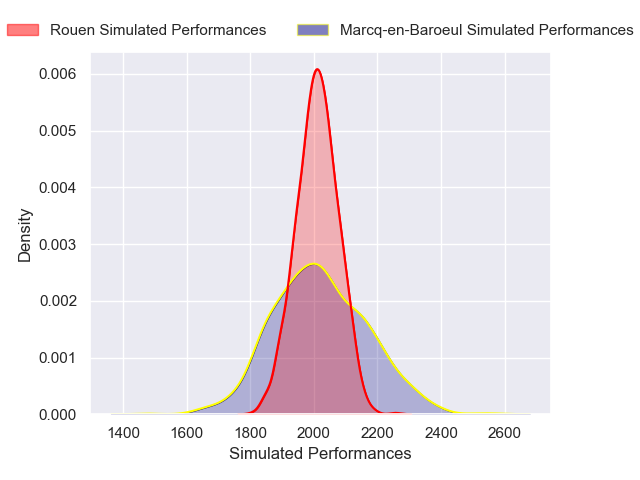 Rouen Simulated Performances Marcq-en-Baroeul Simulated Performances
0.006
0.005
0.004
0.003
0.002
0.001
0.000
Density
1400 1600 1800 2000 2200 2400 2600
Simulated Performances